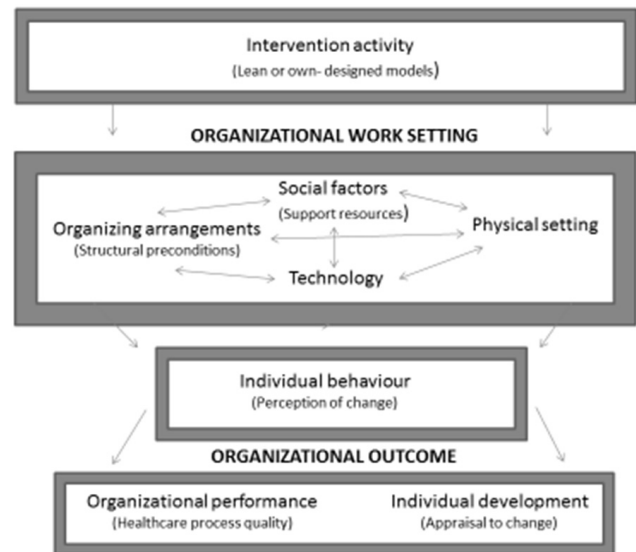 Intervention activity
(Lean or own- designed models)
ORGANIZATIONAL WORK SETTING
Social factors
(Support resources)
Organizing arrangements
(Structural preconditions)
Physical setting
Technology
Individual behaviour
(Perception of change)
ORGANIZATIONAL OUTCOME
Organizational performance
(Healthcare process quality)
Individual development
(Appraisal to change)